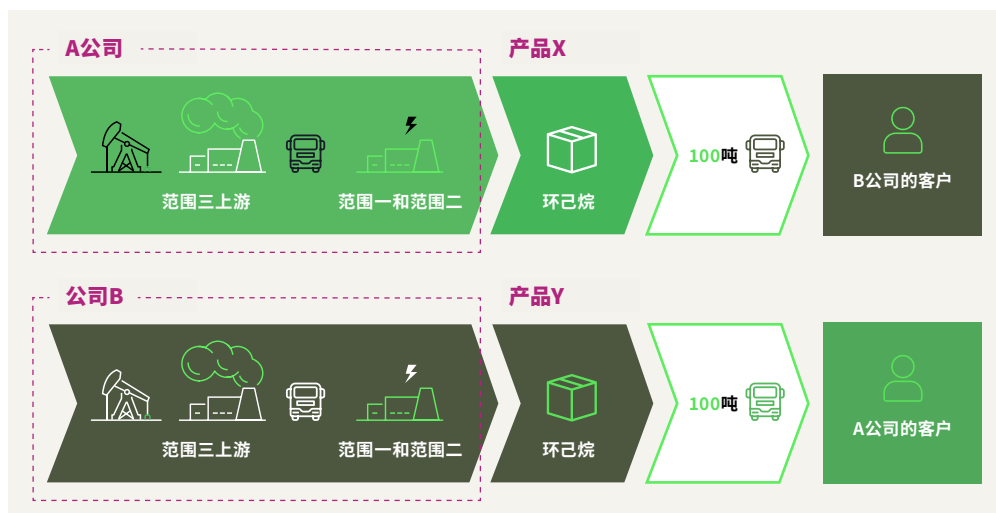 A公司
产品X
范围三上游
范围一和范围二
环己烷
100吨
B公司的客户
公司B
产品Y
范围三上游
范围一和范围二
环己烷
100吨
A公司的客户